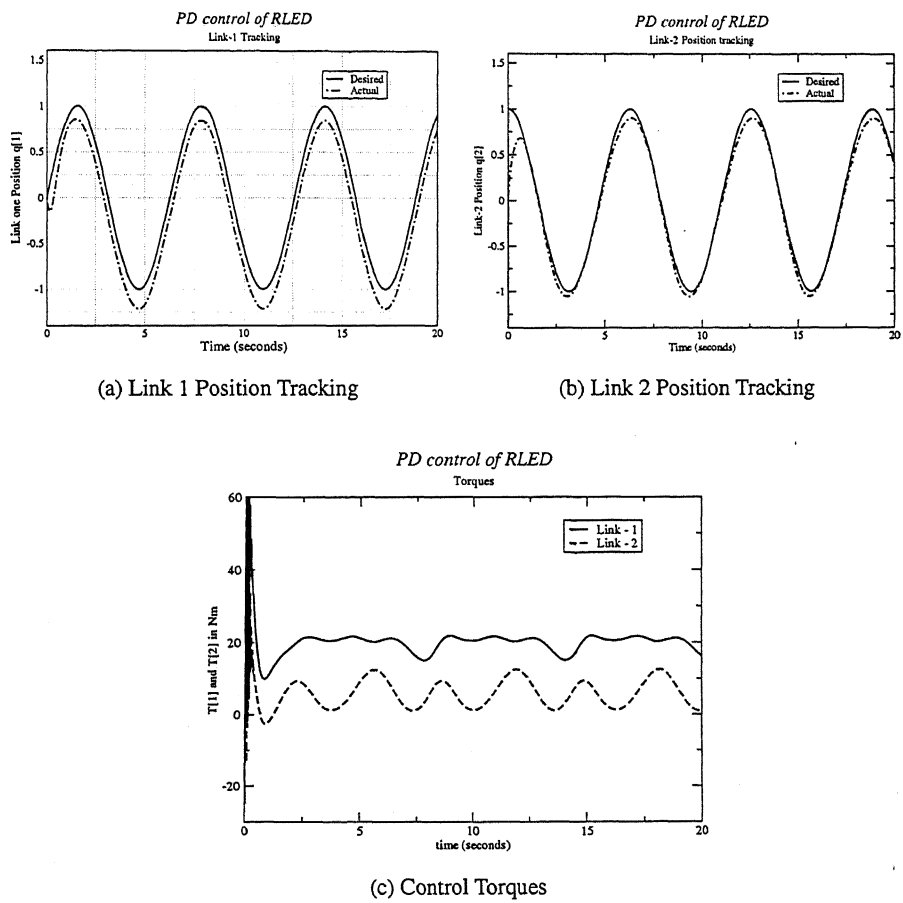 PD control of RLED
Link-1 Tracking
1.5
1
0.5
0
-0.5
-1
Link one Position q[1]
Desired
Actual
0
5
10
15
20
Time (seconds)
(a) Link 1 Position Tracking
PD control of RLED
Link-2 Position tracking
1.5
1
0.5
0
-0.5
-1
Link-2 Position q[2]
Desired
Actual
0
5
10
15
20
Time (seconds)
(b) Link 2 Position Tracking
PD control of RLED
Torques
60
40
20
0
-20
T[1] and T[2] in Nm
Link - 1
Link - 2
0
5
10
15
20
time (seconds)
(c) Control Torques